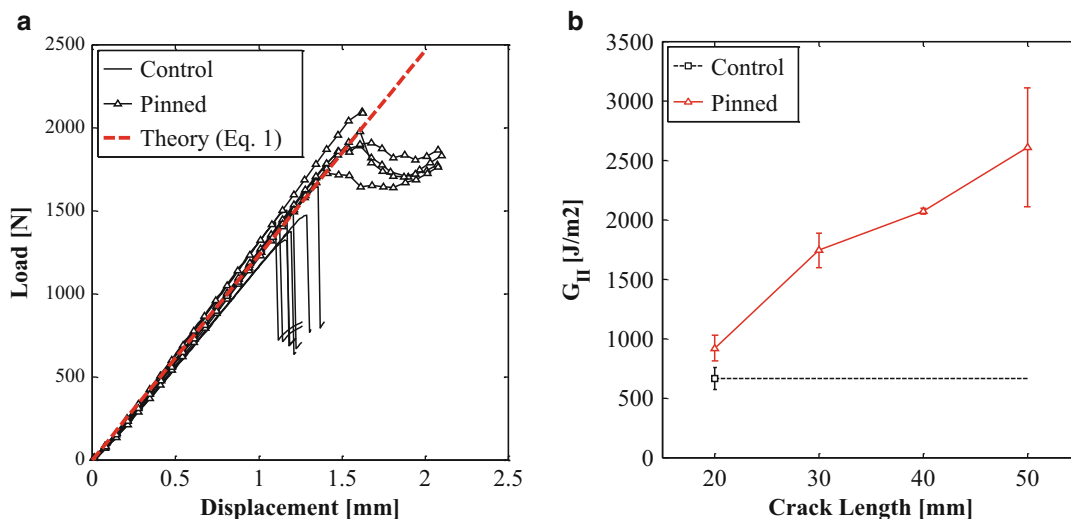 a
2500
2000
1500
1000
500
0
0 0.5 1 1.5 2 2.5
Load [N]
Displacement [mm]
Control
Pinned
Theory (Eq. 1)
b
3500
3000
2500
2000
1500
1000
500
0
20 30 40 50
GII [J/m2]
Crack Length [mm]
Control
Pinned